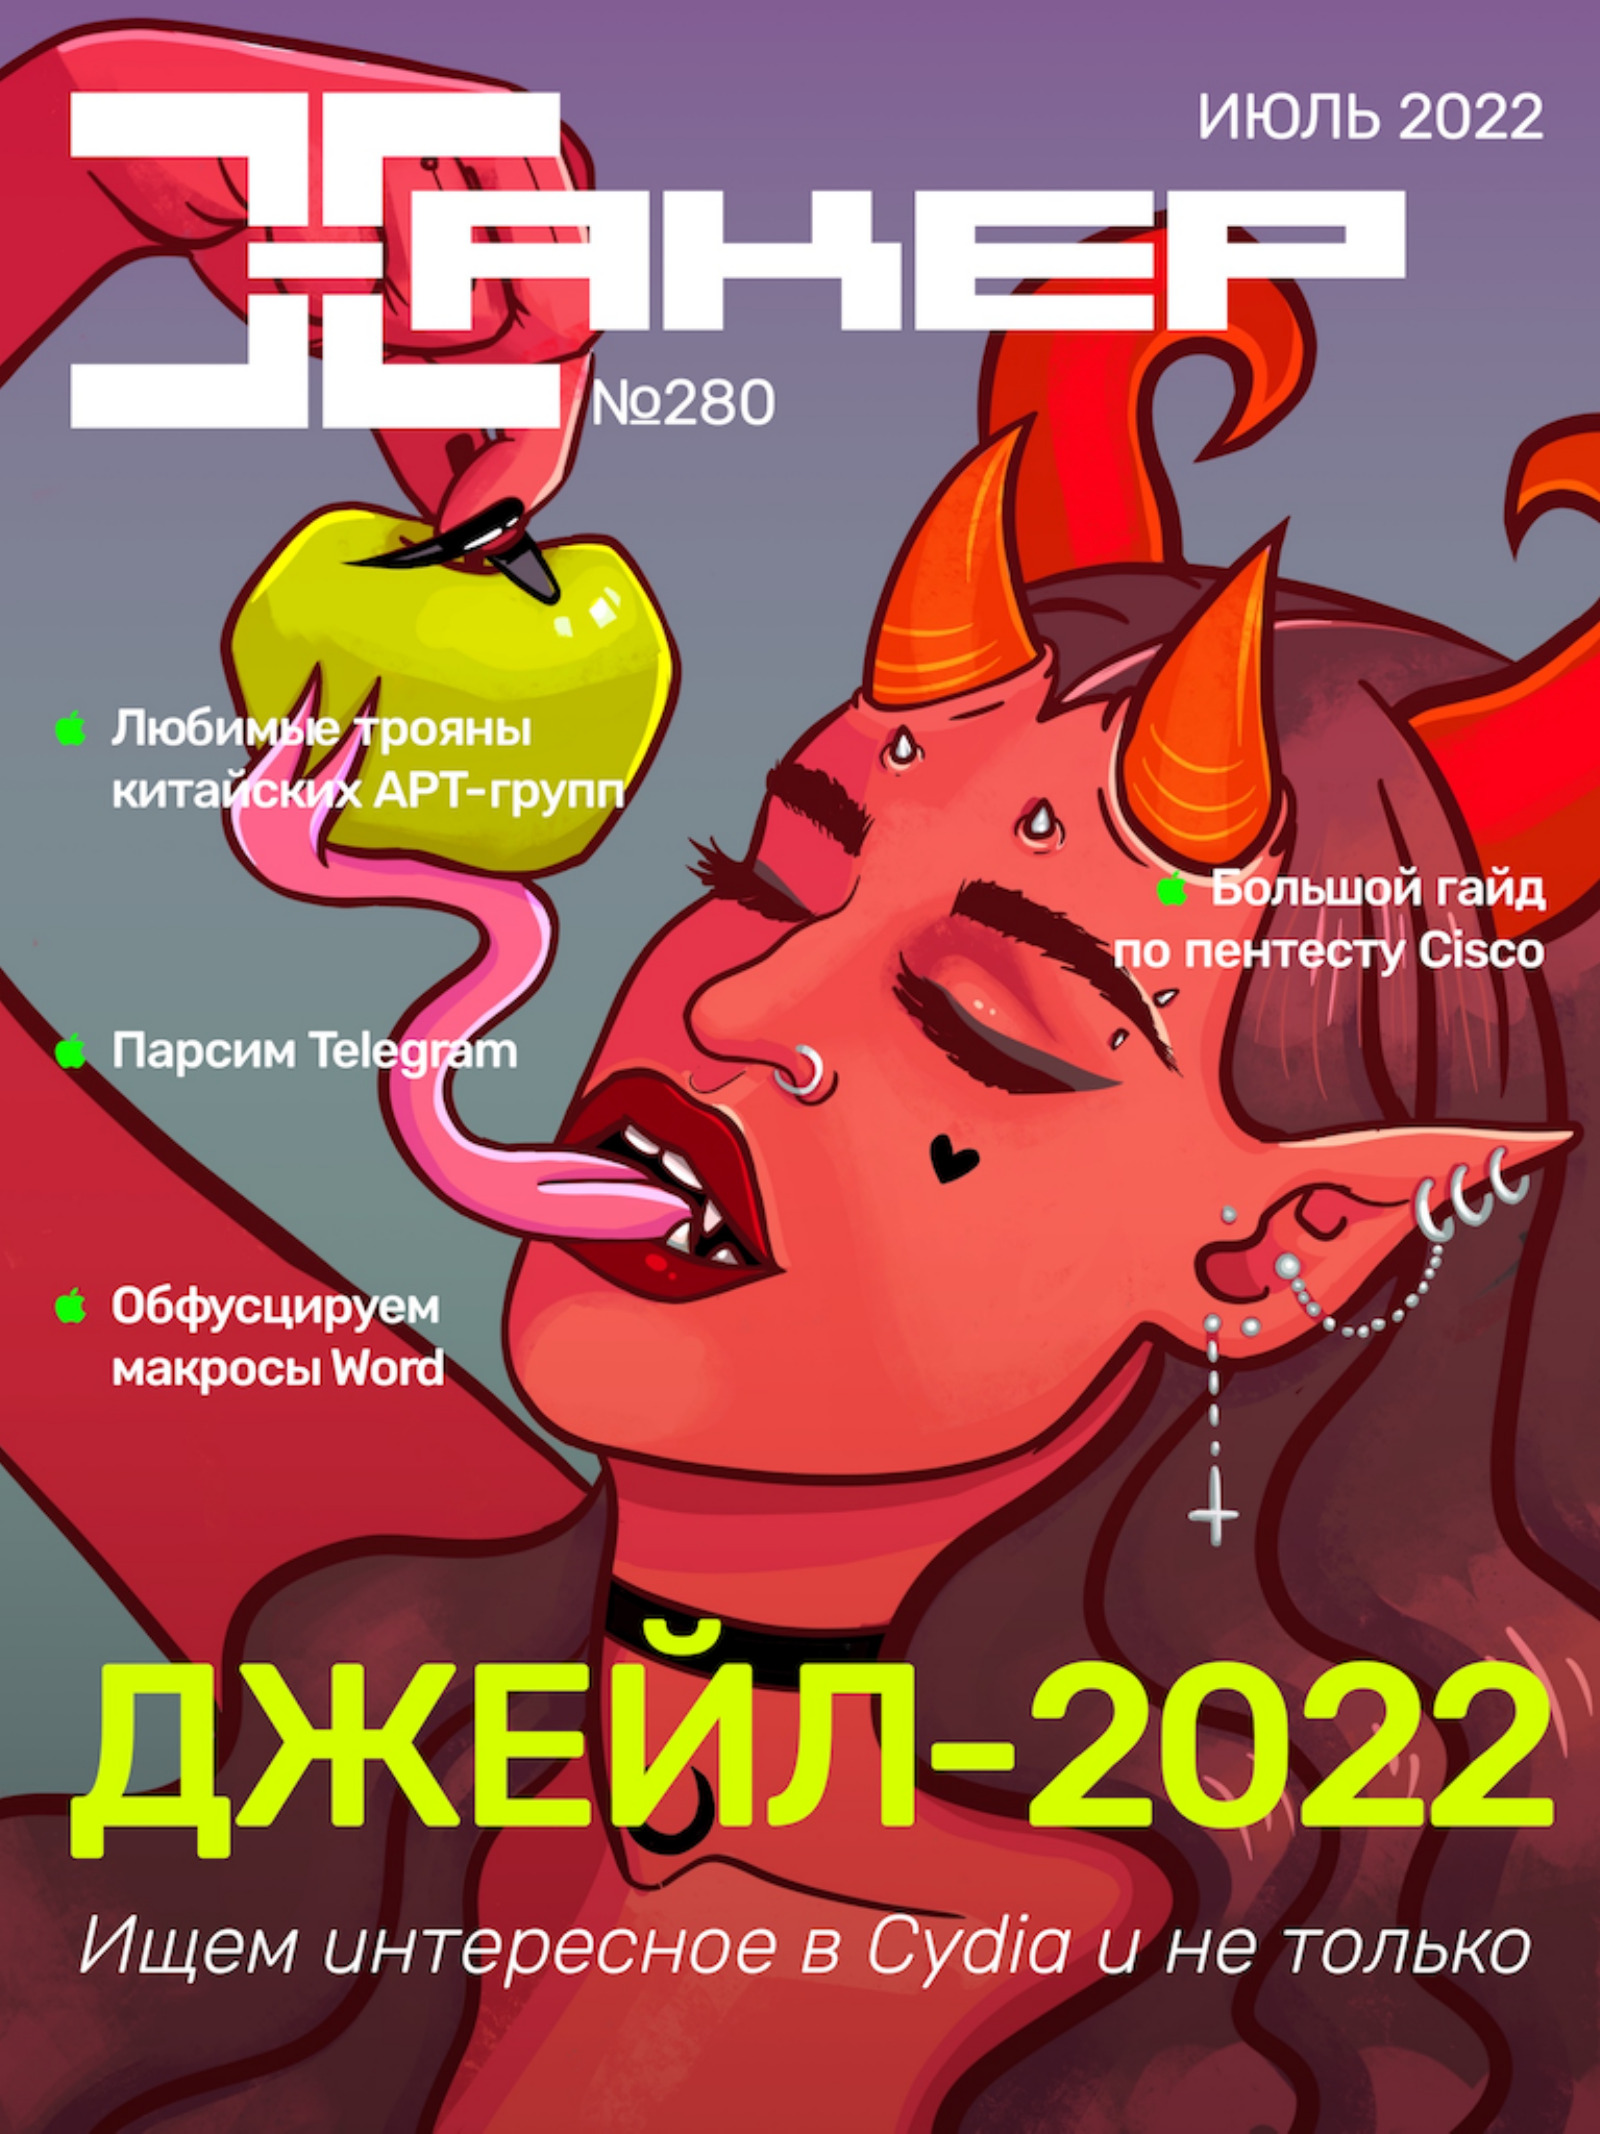 ИЮЛЬ 2022
ХАКЕР
№280
Любимые трояны
китайских APT-групп
Большой гайд
по пентесту Cisco
Парсим Telegram
Обфусцируем
макросы Word
ДЖЕЙЛ-2022
Ищем интересное в Cydia и не только